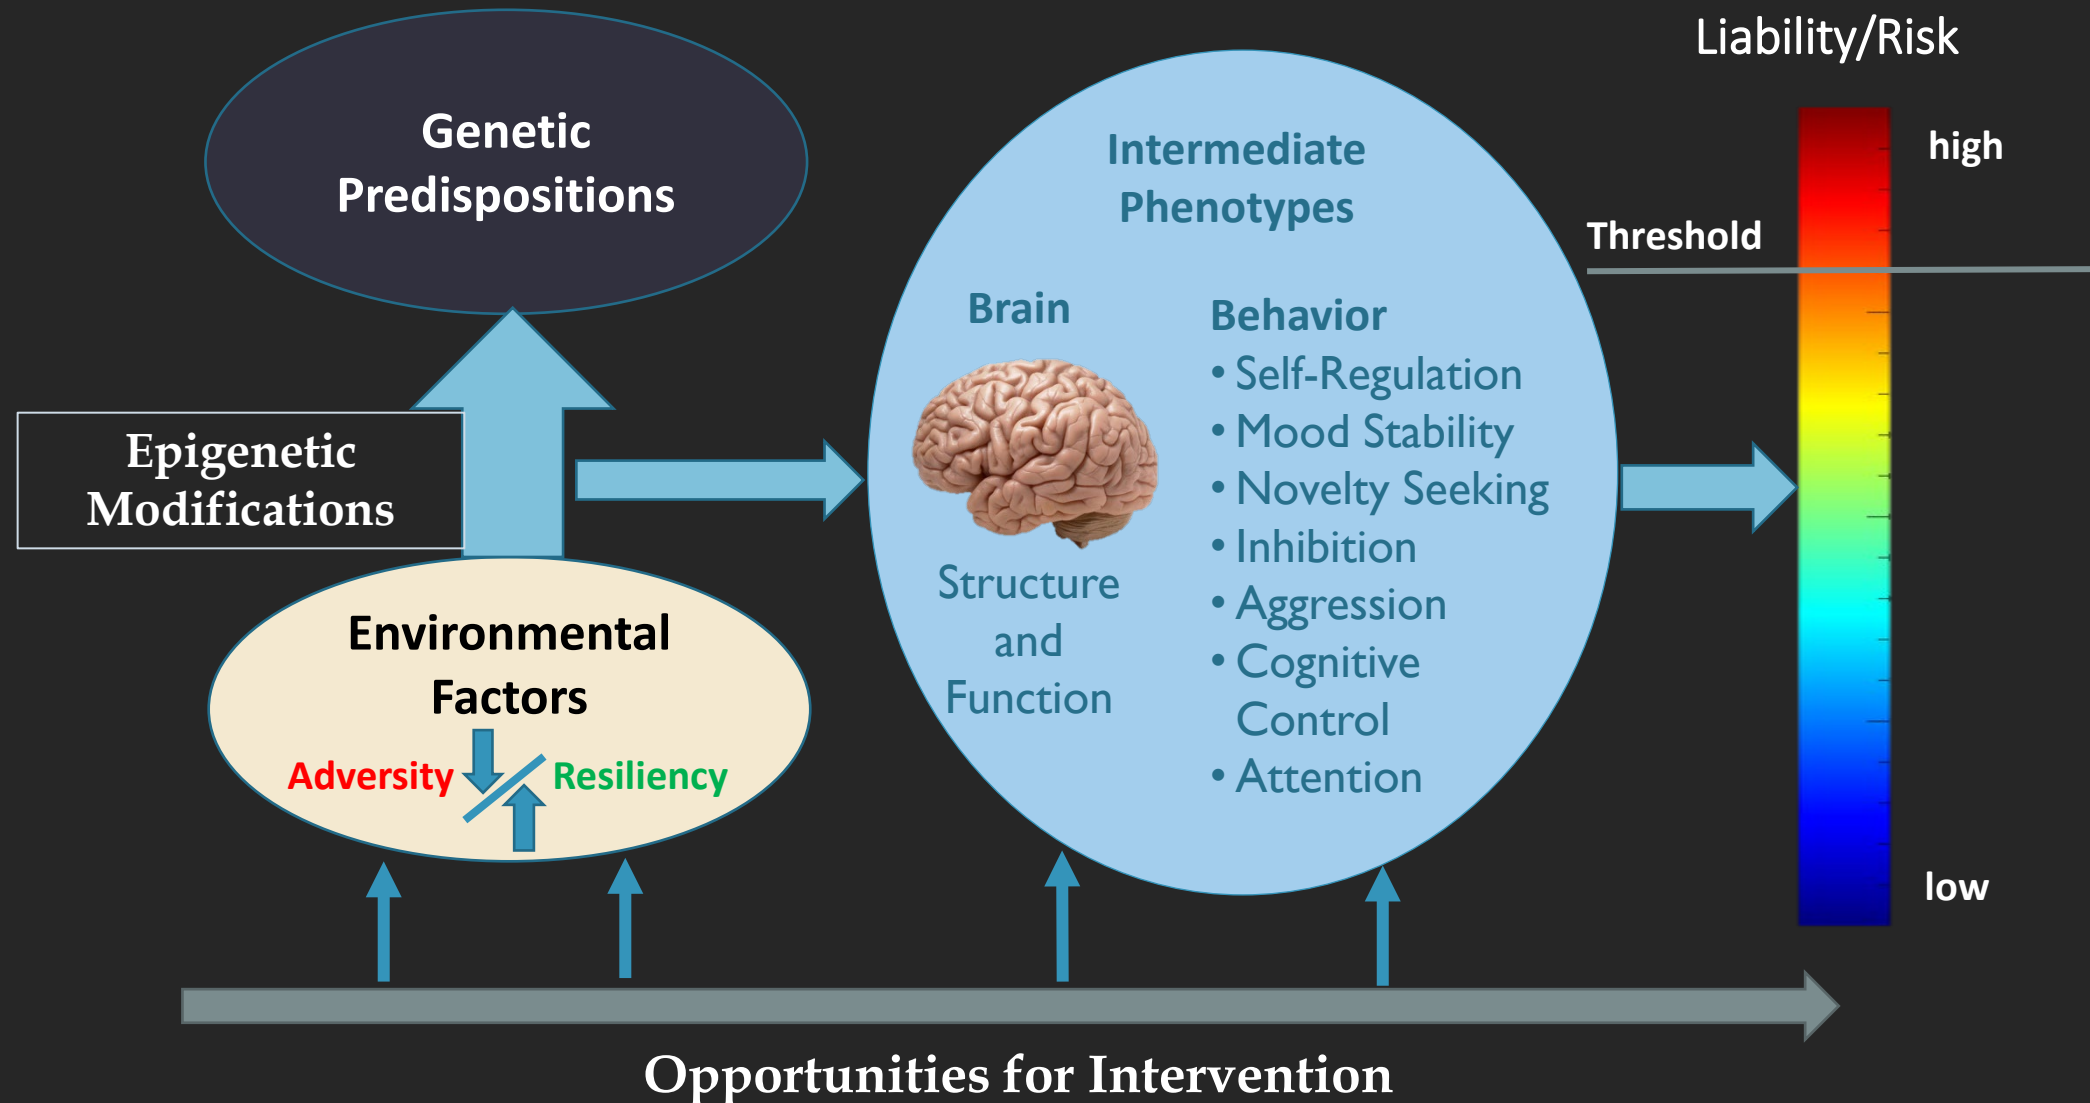 Genetic
Predispositions
Epigenetic
Modifications
Environmental
Factors
Adversity
Resiliency
Intermediate
Phenotypes
Brain
Structure
and
Function
Behavior
• Self-Regulation
• Mood Stability
• Novelty Seeking
• Inhibition
• Aggression
• Cognitive
Control
• Attention
Liability/Risk
high
Threshold
low
Opportunities for Intervention